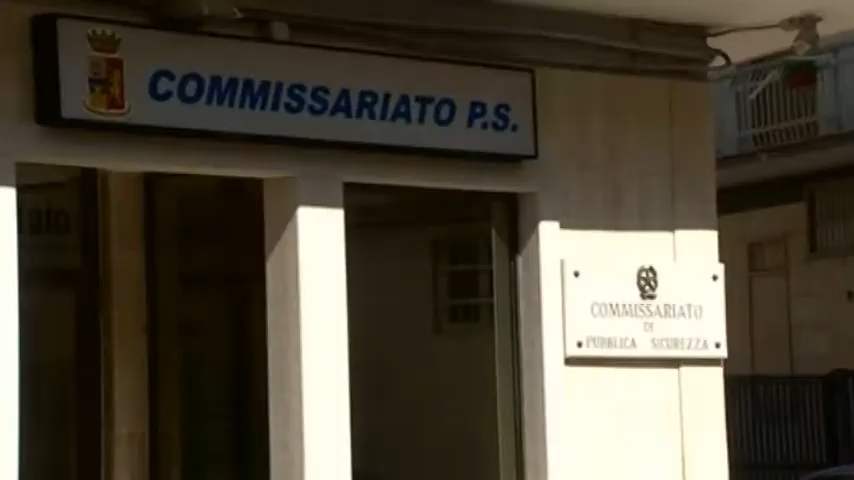 COMMISSARIATO P.S.
COMMISSARIATO
DI
PUBBLICA SICUREZZA